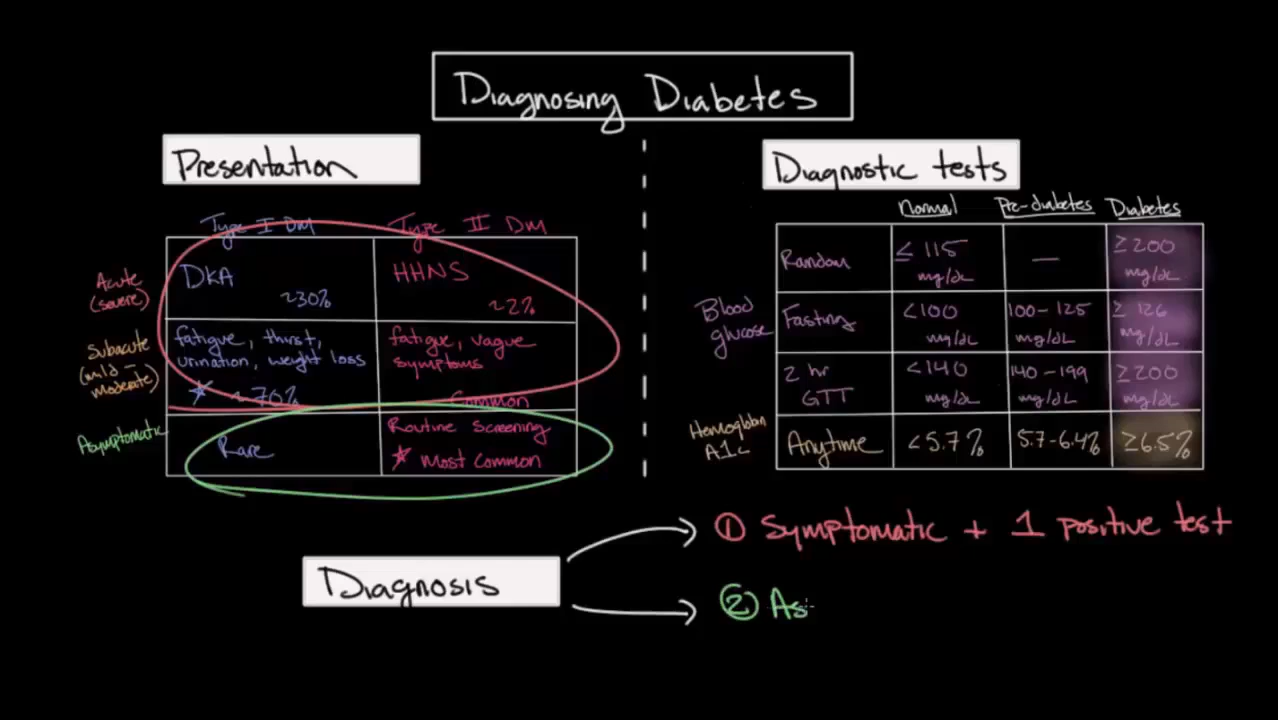 Diagnosing Diabetes
Presentation
Type I DM
Type II DM
Acute
(severe)
DKA
~30%
HHNS
~2%
Subacute
(mild -
moderate)
fatigue, thirst,
urination, weight loss
~70%
fatigue, vague
symptoms
Common
Asymptomatic
Rare
Routine Screening
Most Common
Diagnostic tests
Normal
Pre-diabetes
Diabetes
Blood
glucose
Random
≤ 115
mg/dL
—
≥ 200
mg/dL
Fasting
<100
mg/dL
100-125
mg/dL
≥ 126
mg/dL
2 hr
GTT
<140
mg/dL
140-199
mg/dL
≥200
mg/dL
Hemoglobin
A1c
Anytime
<5.7%
5.7-6.4%
≥6.5%
Diagnosis
① Symptomatic + 1 positive test
② As